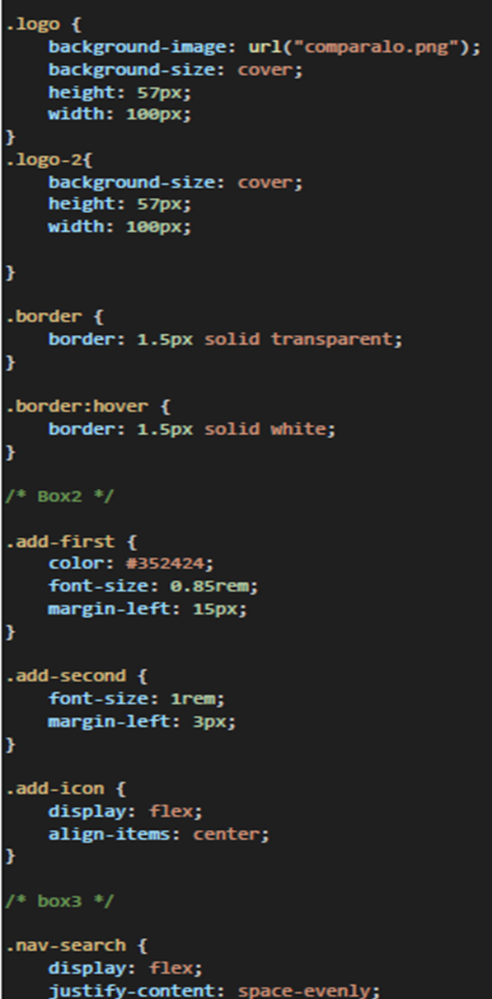 .logo {
    background-image: url("comparalo.png");
    background-size: cover;
    height: 57px;
    width: 100px;
}
.logo-2{
    background-size: cover;
    height: 57px;
    width: 100px;

}

.border {
    border: 1.5px solid transparent;
}

.border:hover {
    border: 1.5px solid white;
}

/* Box2 */

.add-first {
    color: #352424;
    font-size: 0.85rem;
    margin-left: 15px;
}

.add-second {
    font-size: 1rem;
    margin-left: 3px;
}

.add-icon {
    display: flex;
    align-items: center;
}

/* box3 */

.nav-search {
    display: flex;
    justify-content: space-evenly;